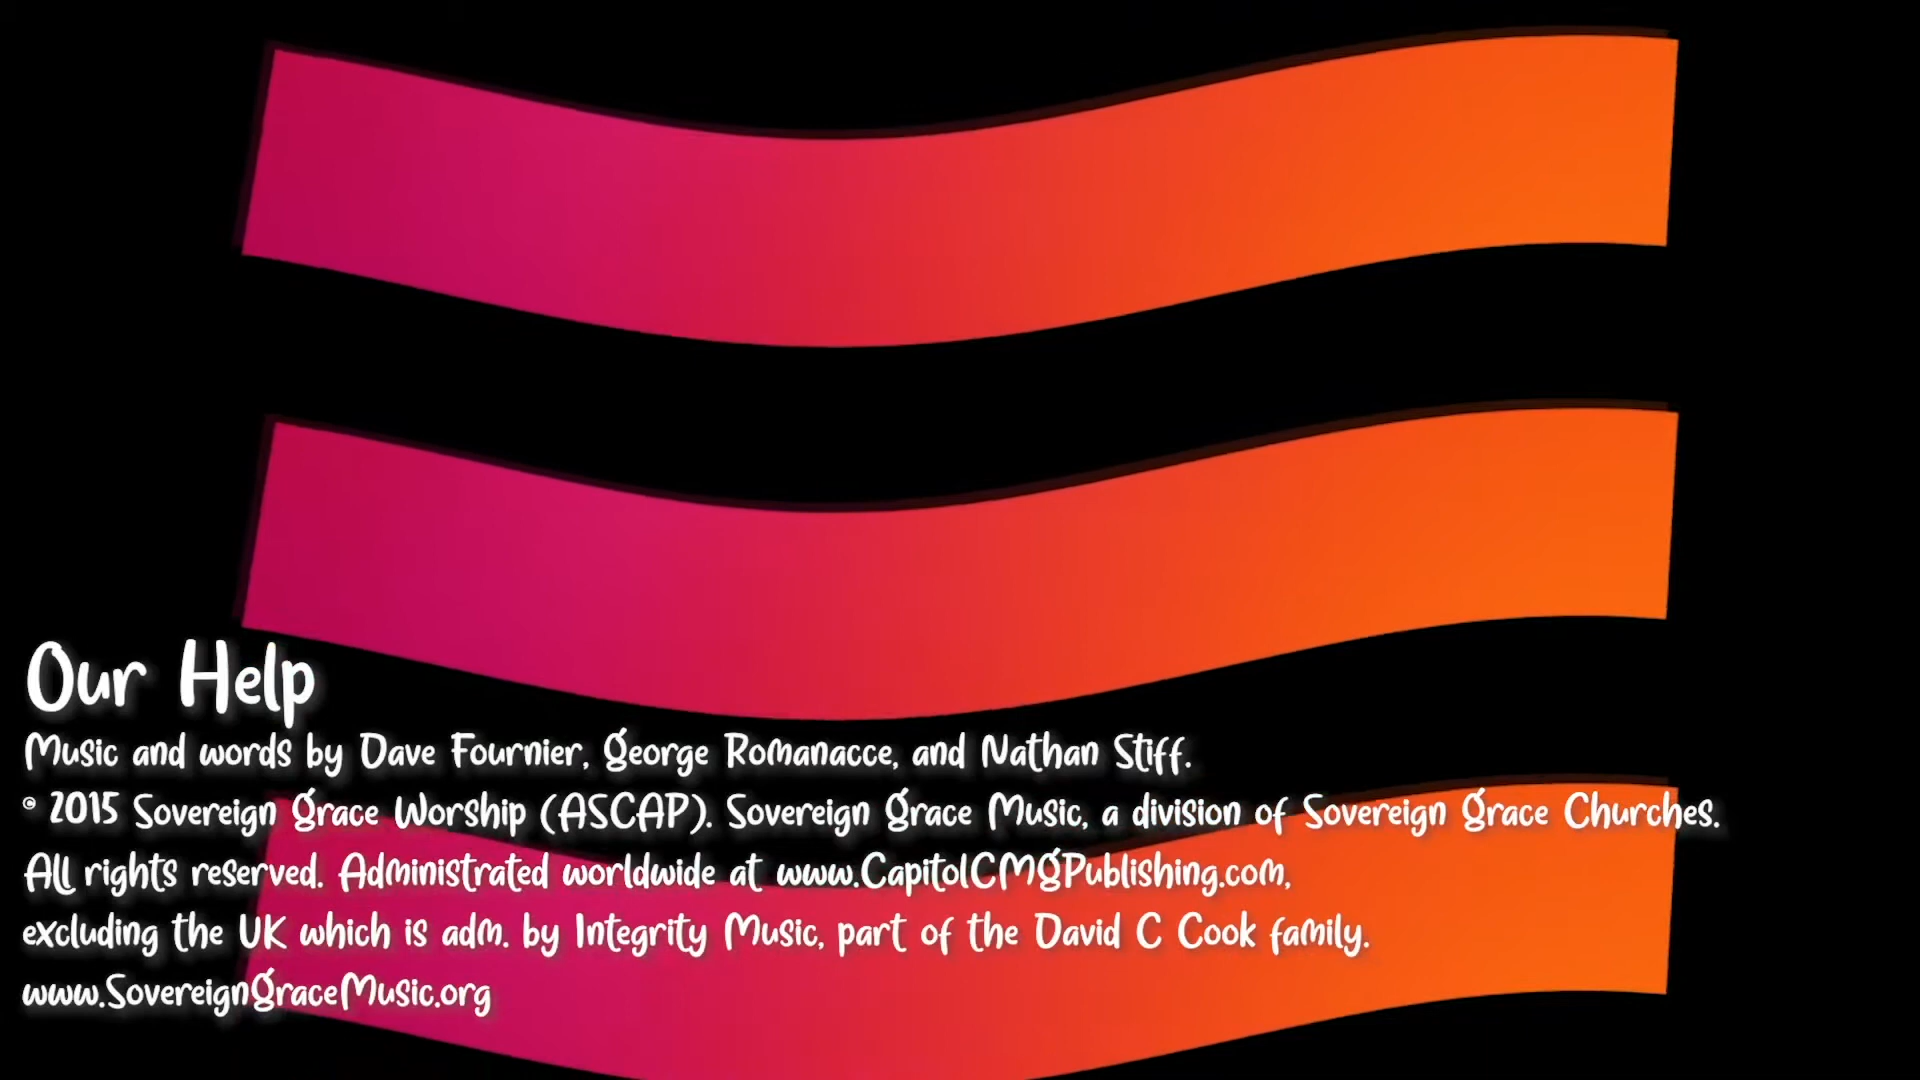 Our Help
Music and words by Dave Fournier, George Romanacce, and Nathan Stiff.
© 2015 Sovereign Grace Worship (ASCAP). Sovereign Grace Music, a division of Sovereign Grace Churches.
All rights reserved. Administrated worldwide at www.CapitolCMGPublishing.com,
excluding the UK which is adm. by Integrity Music, part of the David C Cook family.
www.SovereignGraceMusic.org